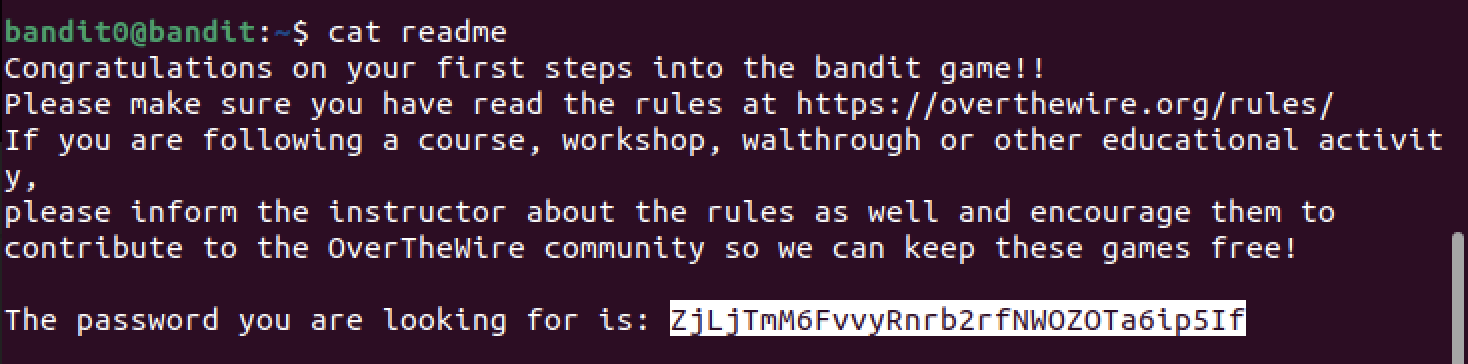 bandit0@bandit:~$ cat readme
Congratulations on your first steps into the bandit game!!
Please make sure you have read the rules at https://overthewire.org/rules/
If you are following a course, workshop, walthrough or other educational activit
y,
please inform the instructor about the rules as well and encourage them to
contribute to the OverTheWire community so we can keep these games free!
The password you are looking for is: ZjLjTmM6FvvyRnrb2rfNWOZOTa6ip5If